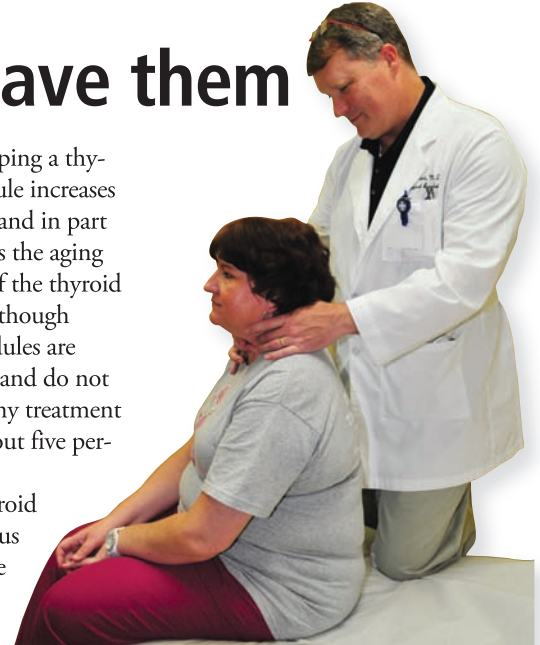 ave them
ping a thy-
ule increases
and in part
s the aging
f the thyroid
though
dules are
and do not
ny treatment
out five per-
roid
us
e